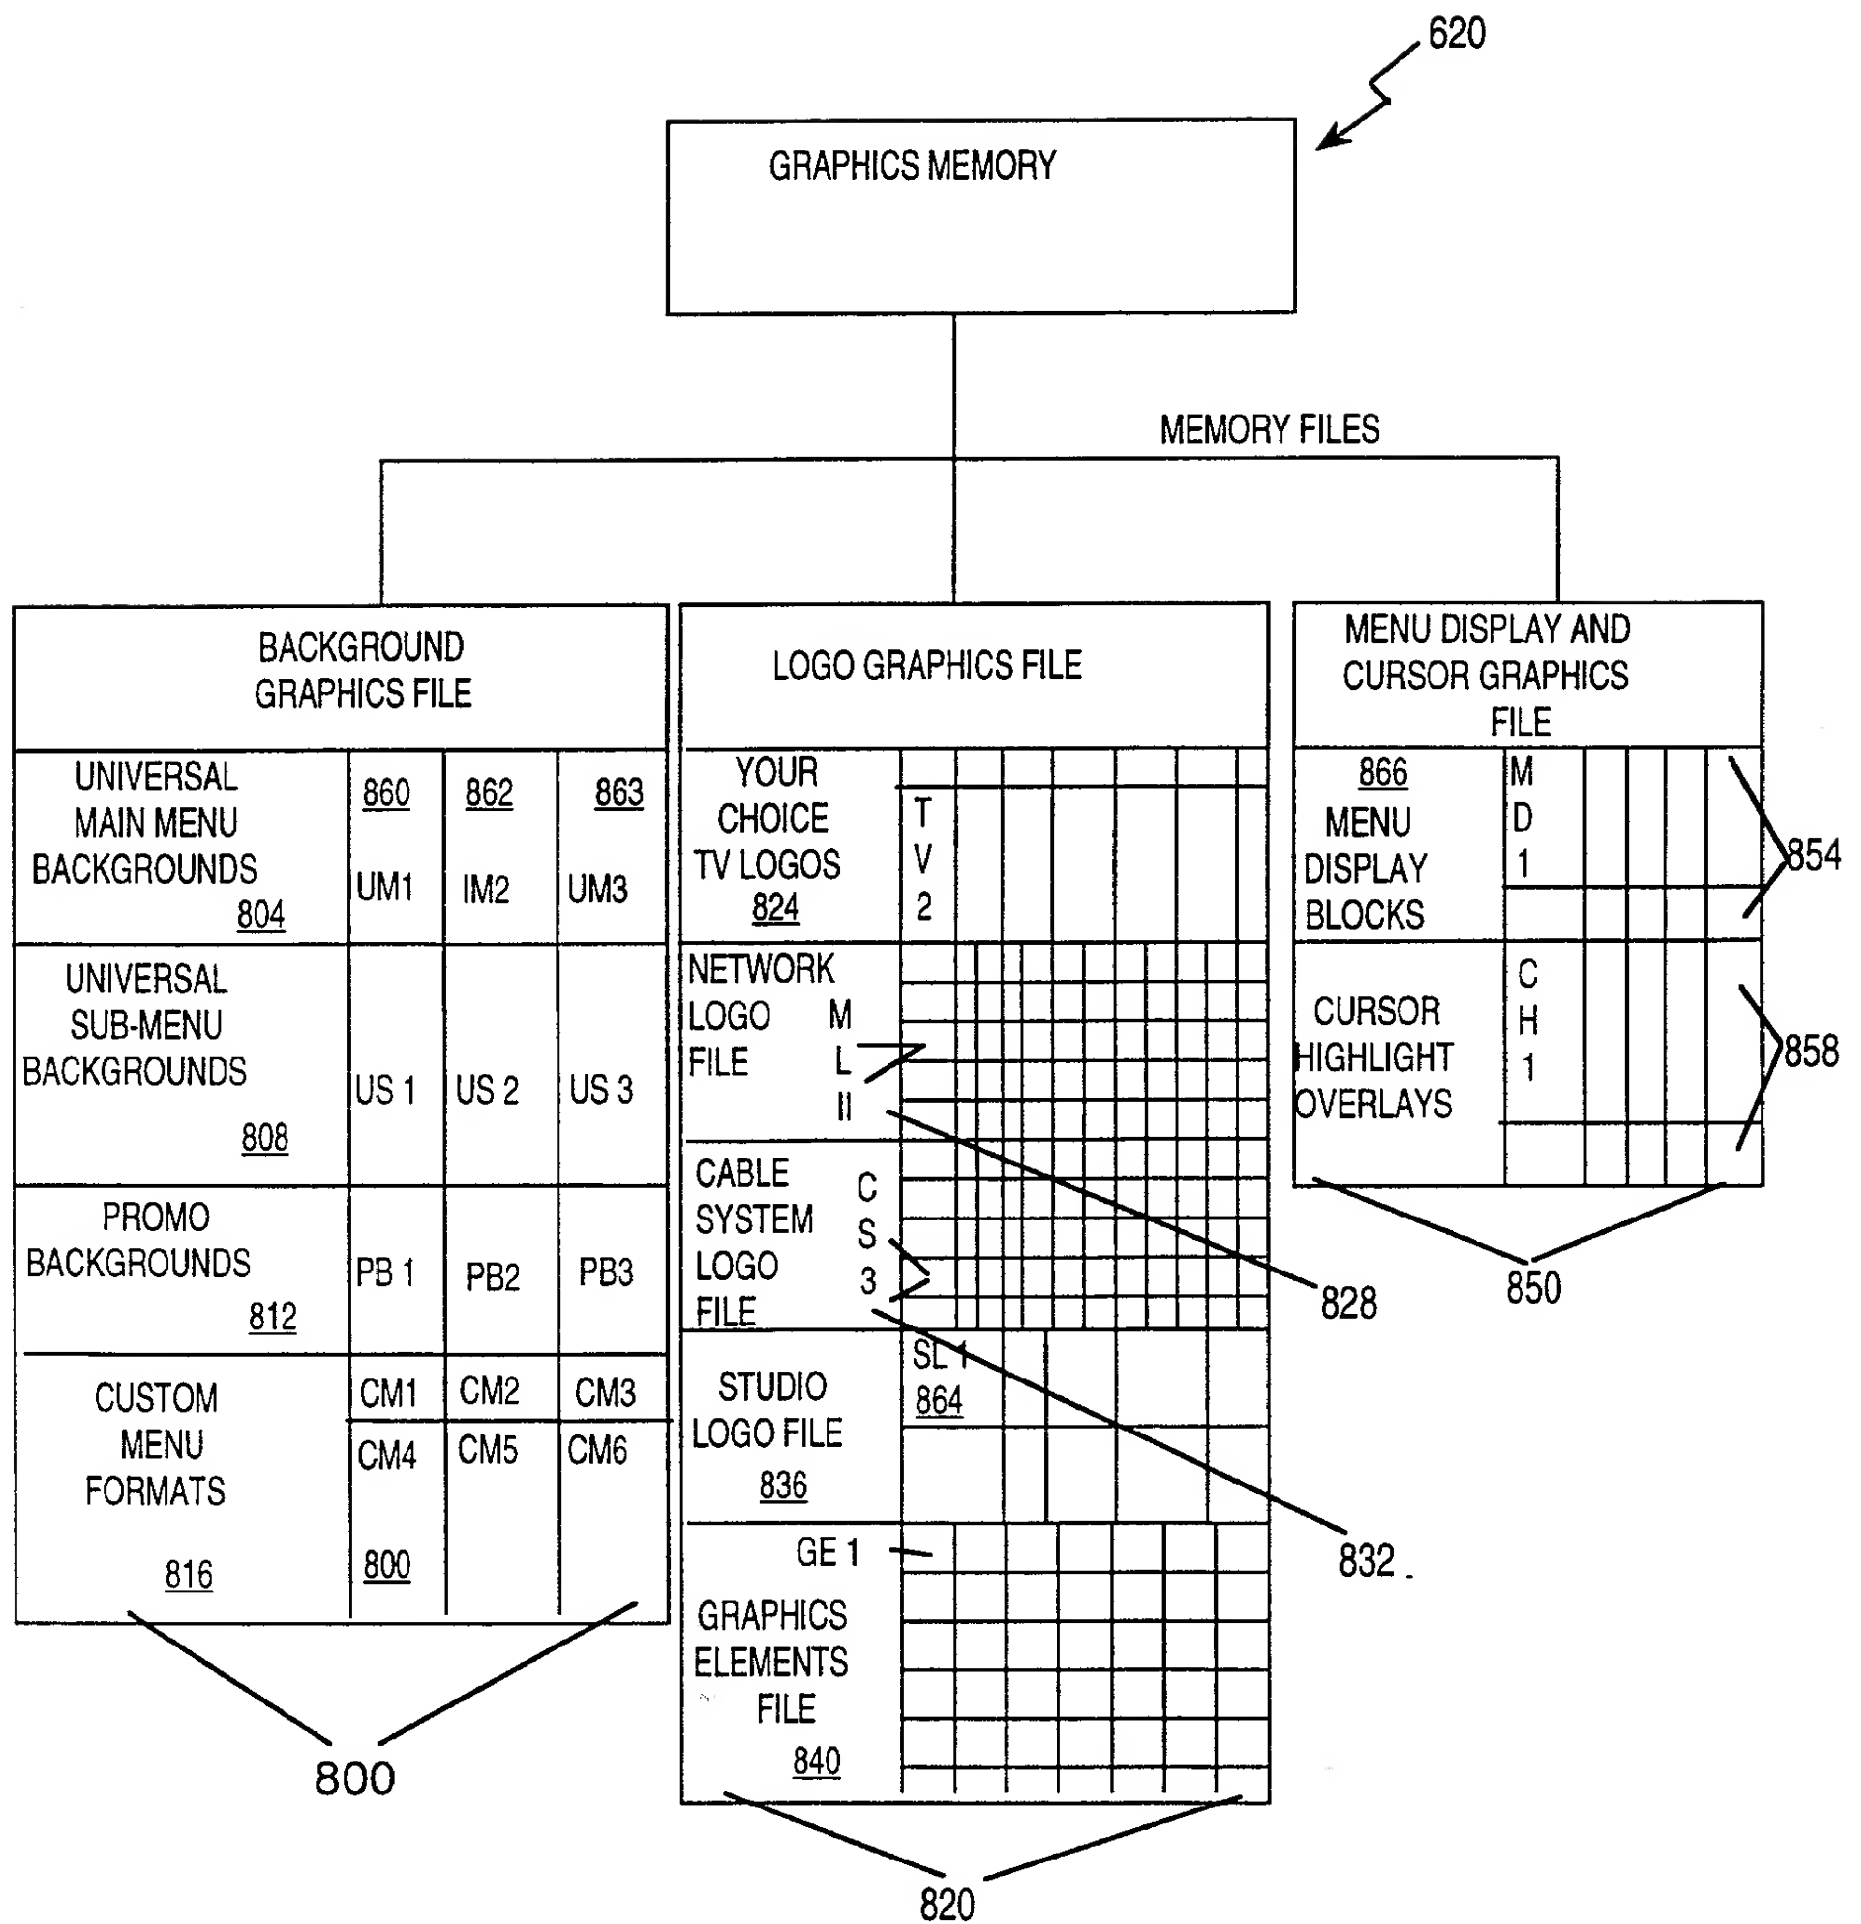 620
GRAPHICS MEMORY
MEMORY FILES
BACKGROUND
GRAPHICS FILE
UNIVERSAL
MAIN MENU
BACKGROUNDS
804
860
862
863
UM1
IM2
UM3
UNIVERSAL
SUB-MENU
BACKGROUNDS
808
US 1
US 2
US 3
PROMO
BACKGROUNDS
812
PB 1
PB2
PB3
CUSTOM
MENU
FORMATS
816
CM1
CM2
CM3
CM4
CM5
CM6
800
800
LOGO GRAPHICS FILE
YOUR
CHOICE
TV LOGOS
824
T
V
2
NETWORK
LOGO
FILE
M
L
II
CABLE
SYSTEM
LOGO
FILE
C
S
3
828
STUDIO
LOGO FILE
836
SL 1
864
832
GE 1
GRAPHICS
ELEMENTS
FILE
840
820
MENU DISPLAY AND
CURSOR GRAPHICS
FILE
866
MENU
DISPLAY
BLOCKS
M
D
1
854
CURSOR
HIGHLIGHT
OVERLAYS
C
H
1
858
850